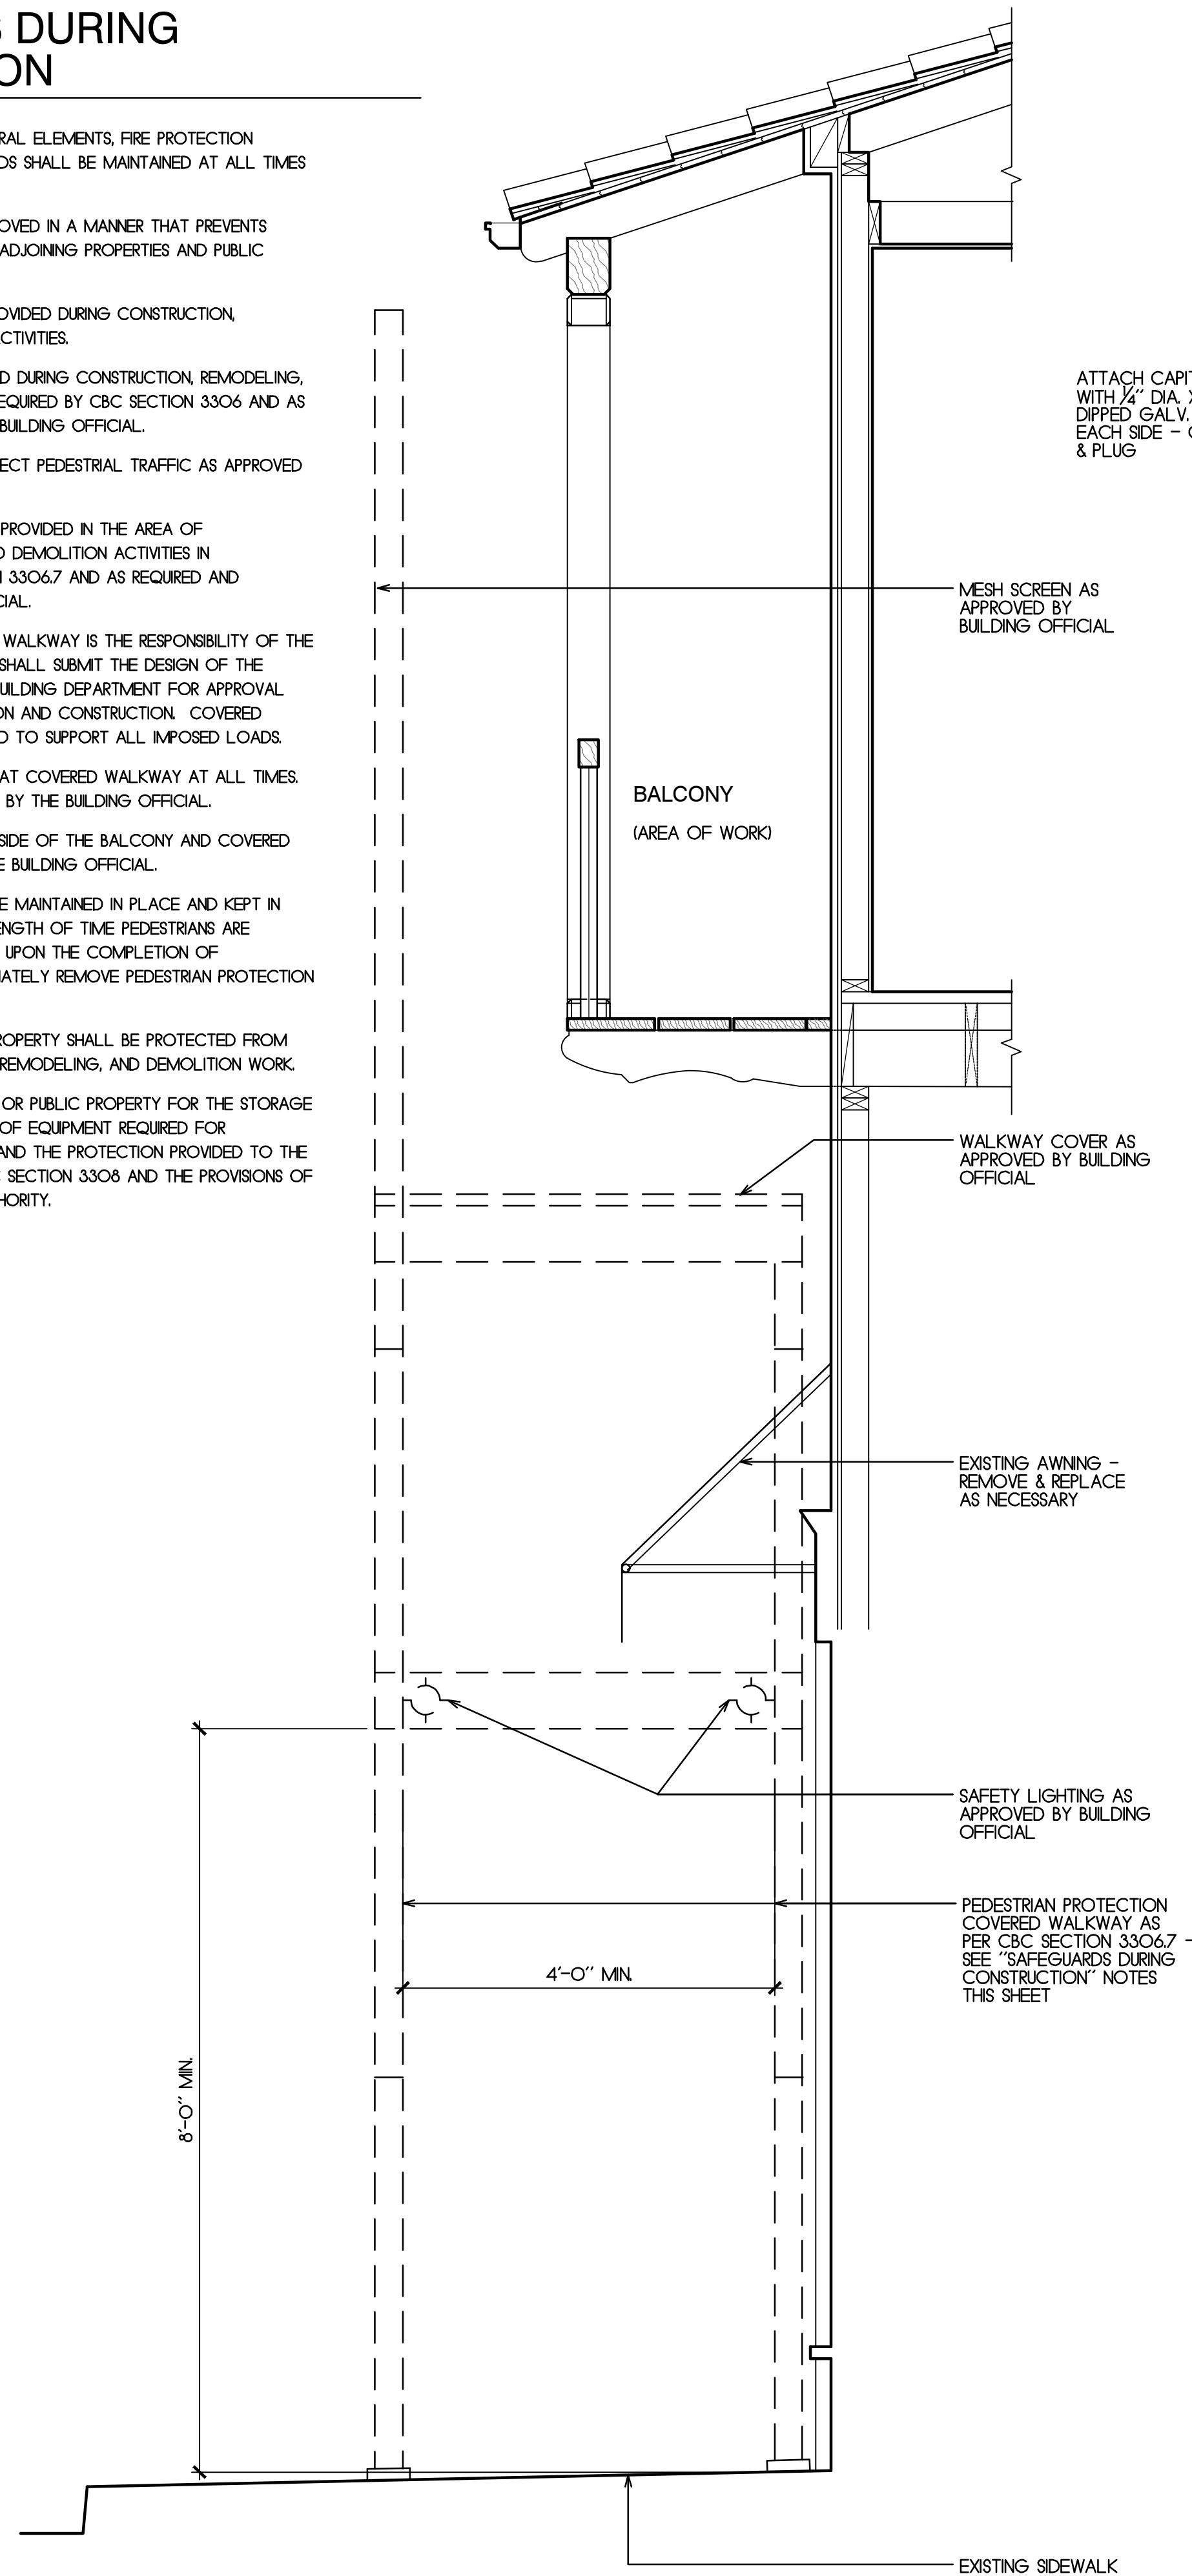 S DURING
ON
RAL ELEMENTS, FIRE PROTECTION
DS SHALL BE MAINTAINED AT ALL TIMES
OVED IN A MANNER THAT PREVENTS
ADJOINING PROPERTIES AND PUBLIC
OVIDED DURING CONSTRUCTION,
CTIVITIES.
D DURING CONSTRUCTION, REMODELING,
EQUIRED BY CBC SECTION 3306 AND AS
BUILDING OFFICIAL.
ECT PEDESTRIAL TRAFFIC AS APPROVED
PROVIDED IN THE AREA OF
D DEMOLITION ACTIVITIES IN
N 3306.7 AND AS REQUIRED AND
CIAL.
WALKWAY IS THE RESPONSIBILITY OF THE
SHALL SUBMIT THE DESIGN OF THE
UILDING DEPARTMENT FOR APPROVAL
ON AND CONSTRUCTION. COVERED
D TO SUPPORT ALL IMPOSED LOADS.
AT COVERED WALKWAY AT ALL TIMES.
BY THE BUILDING OFFICIAL.
SIDE OF THE BALCONY AND COVERED
E BUILDING OFFICIAL.
E MAINTAINED IN PLACE AND KEPT IN
ENGTH OF TIME PEDESTRIANS ARE
UPON THE COMPLETION OF
IATELY REMOVE PEDESTRIAN PROTECTION
ROPERTY SHALL BE PROTECTED FROM
REMODELING, AND DEMOLITION WORK.
OR PUBLIC PROPERTY FOR THE STORAGE
OF EQUIPMENT REQUIRED FOR
AND THE PROTECTION PROVIDED TO THE
SECTION 3308 AND THE PROVISIONS OF
HORITY.
ATTACH CAPIT
WITH 1/4" DIA. X
DIPPED GALV.
EACH SIDE - C
& PLUG
MESH SCREEN AS
APPROVED BY
BUILDING OFFICIAL
BALCONY
(AREA OF WORK)
WALKWAY COVER AS
APPROVED BY BUILDING
OFFICIAL
EXISTING AWNING -
REMOVE & REPLACE
AS NECESSARY
SAFETY LIGHTING AS
APPROVED BY BUILDING
OFFICIAL
PEDESTRIAN PROTECTION
COVERED WALKWAY AS
PER CBC SECTION 3306.7 -
SEE "SAFEGUARDS DURING
CONSTRUCTION" NOTES
THIS SHEET
4'-0" MIN.
8'-0" MIN.
EXISTING SIDEWALK